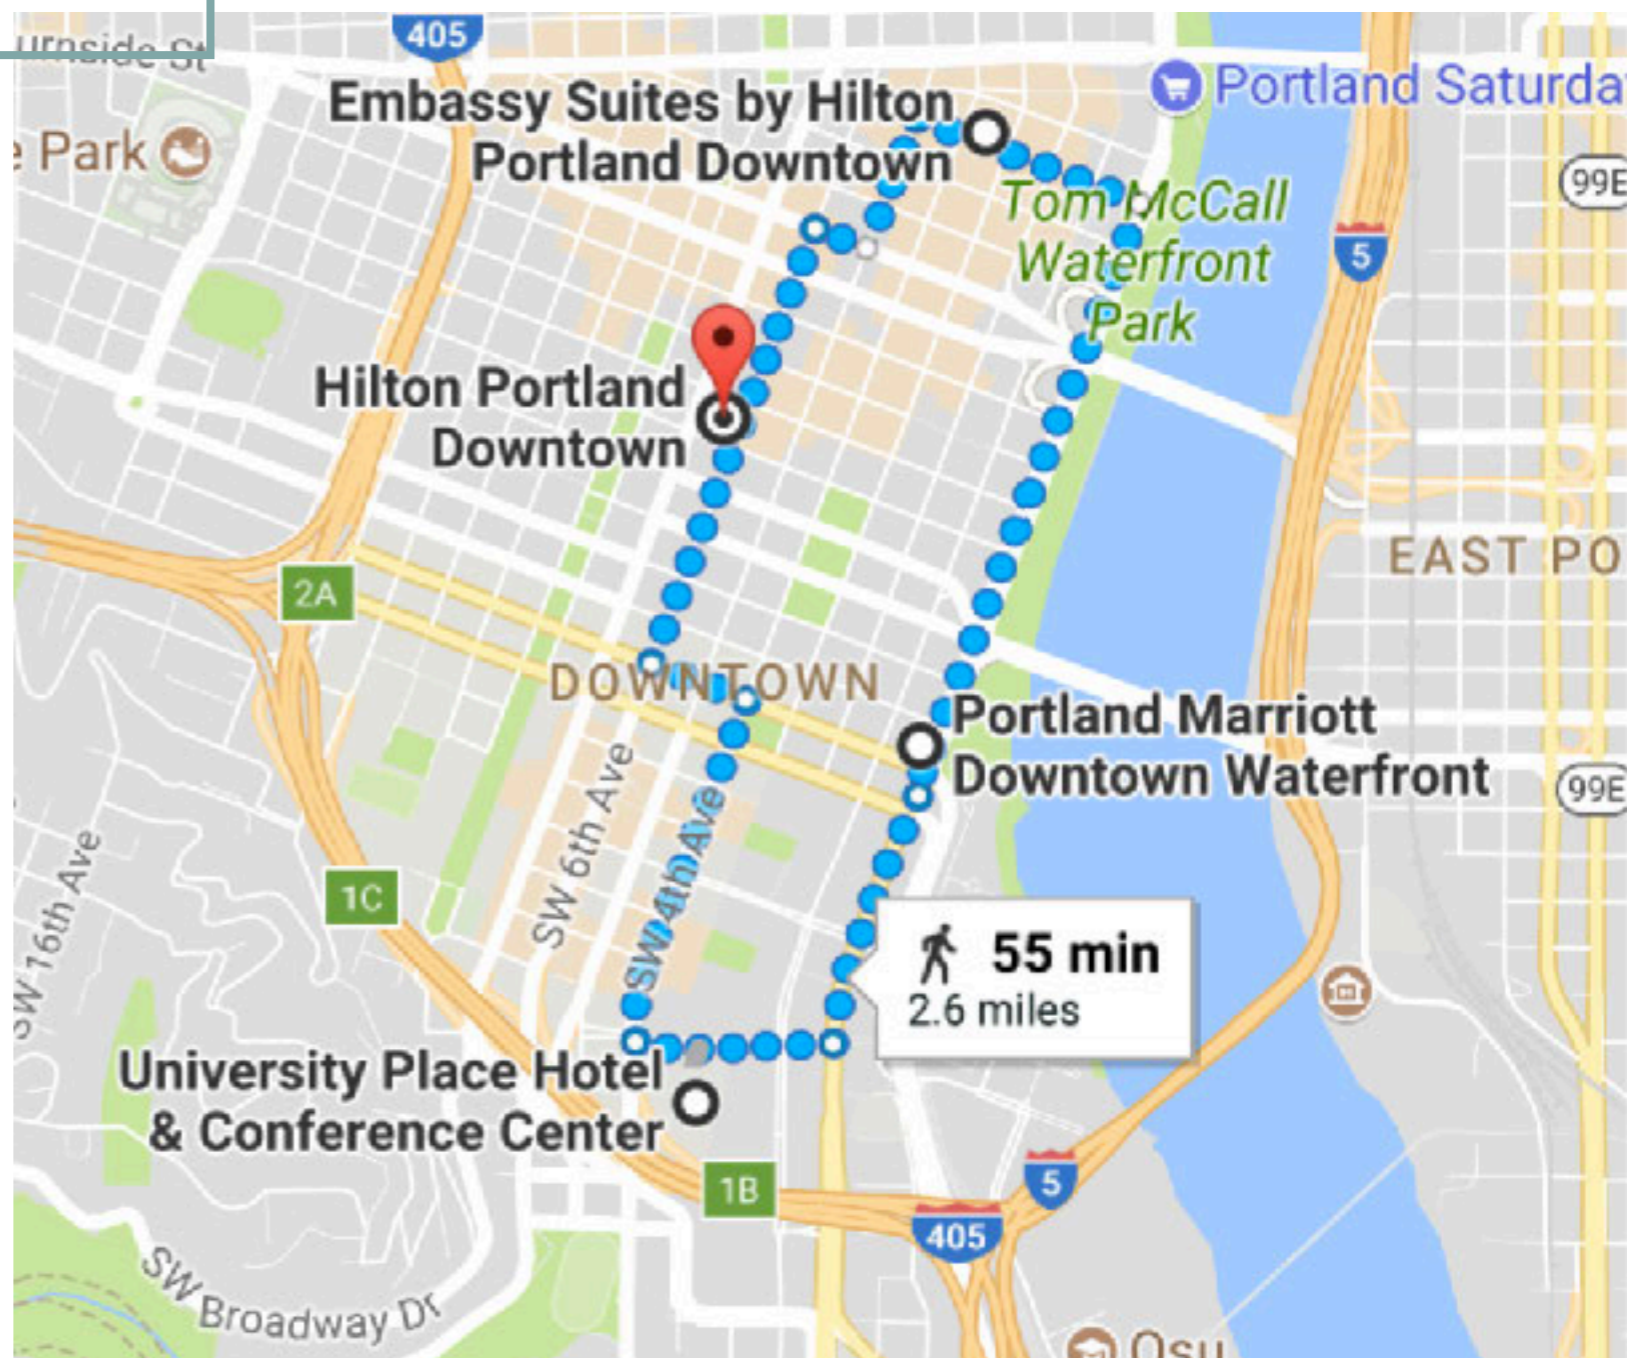 405
Embassy Suites by Hilton
Portland Downtown
Portland Saturda
e Park
99E
Tom McCall
Waterfront
Park
5
Hilton Portland
Downtown
EAST PO
2A
DOWNTOWN
Portland Marriott
Downtown Waterfront
99E
SW 6th Ave
SW 4th Ave
SW 16th Ave
1C
55 min
2.6 miles
University Place Hotel
& Conference Center
1B
5
405
SW Broadway Dr
Osu